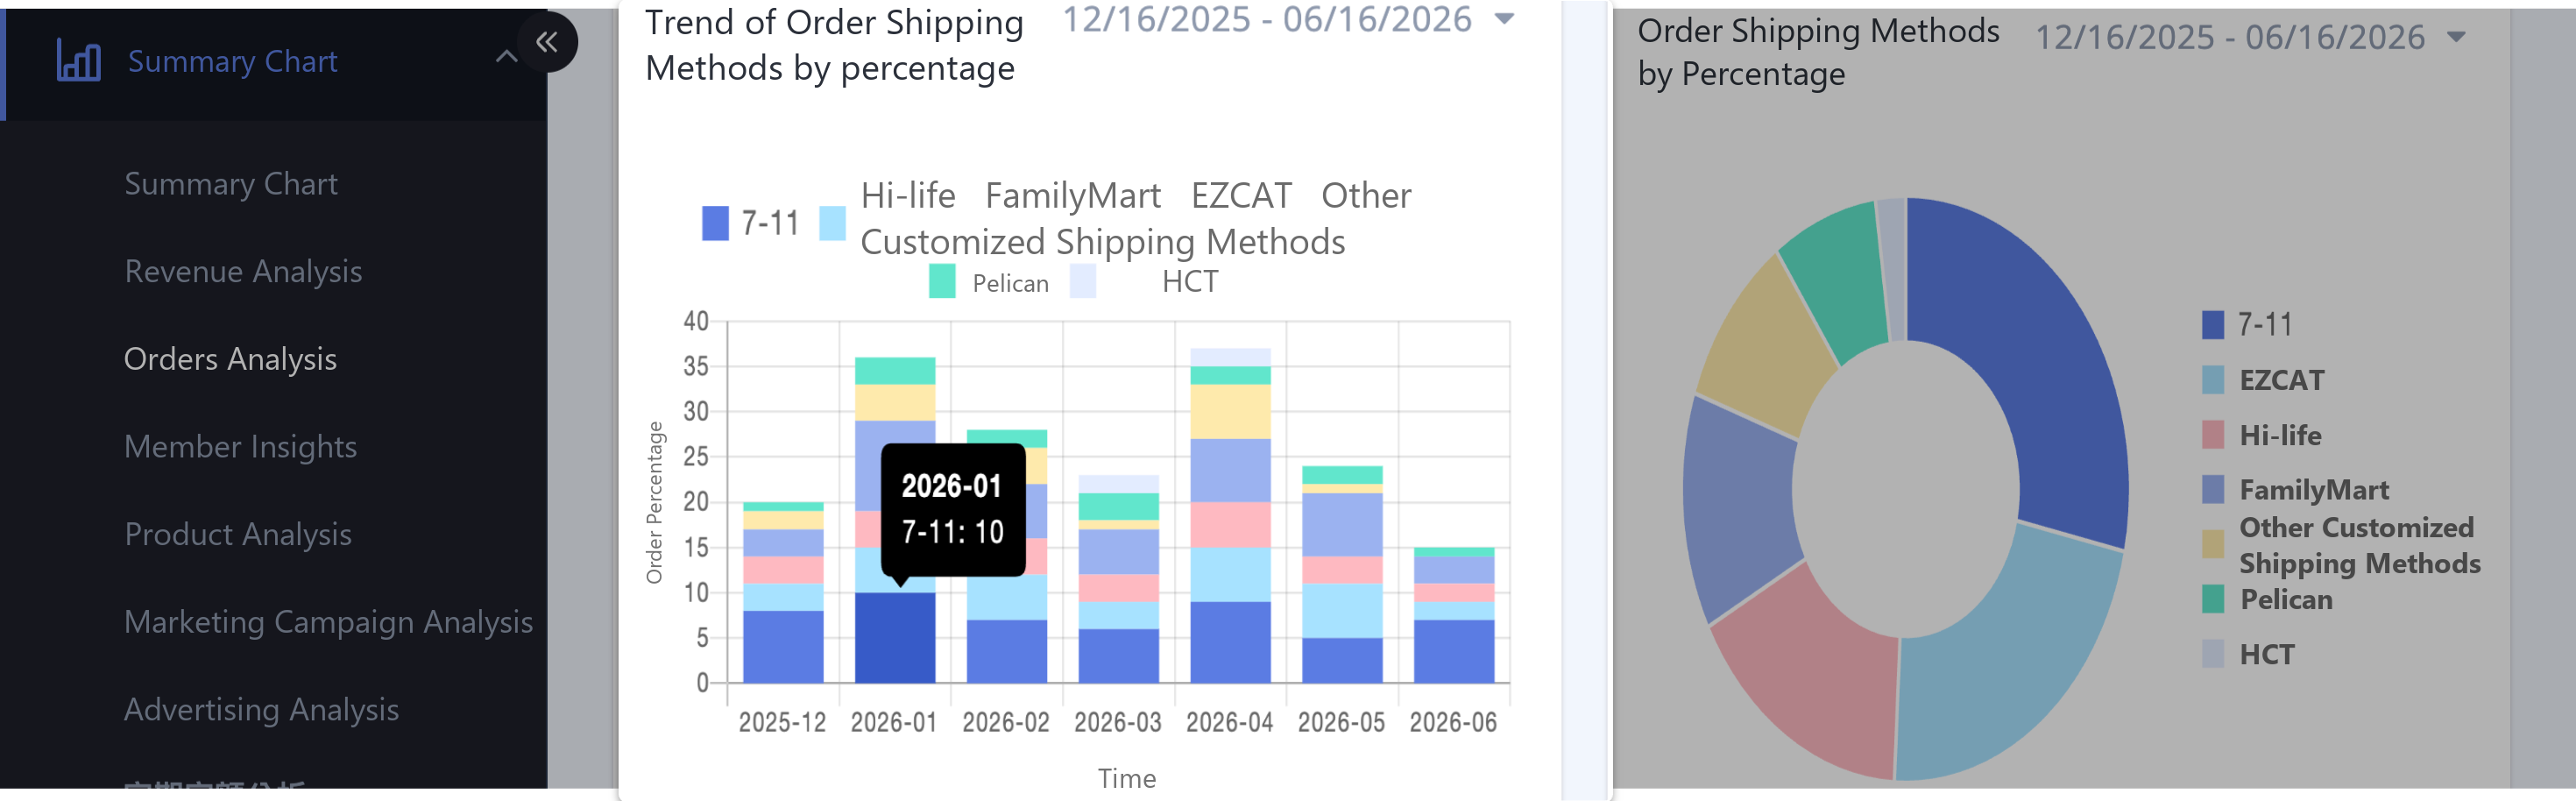 Summary Chart
Summary Chart
Revenue Analysis
Orders Analysis
Member Insights
Product Analysis
Marketing Campaign Analysis
Advertising Analysis
Trend of Order Shipping
Methods by percentage
12/16/2025 - 06/16/2026
7-11
Hi-life FamilyMart EZCAT Other
Customized Shipping Methods
Pelican HCT
Order Percentage
40
35
30
25
20
15
10
5
0
2026-01
7-11: 10
2025-12 2026-01 2026-02 2026-03 2026-04 2026-05 2026-06
Time
Order Shipping Methods
by Percentage
12/16/2025 - 06/16/2026
7-11
EZCAT
Hi-life
FamilyMart
Other Customized
Shipping Methods
Pelican
HCT